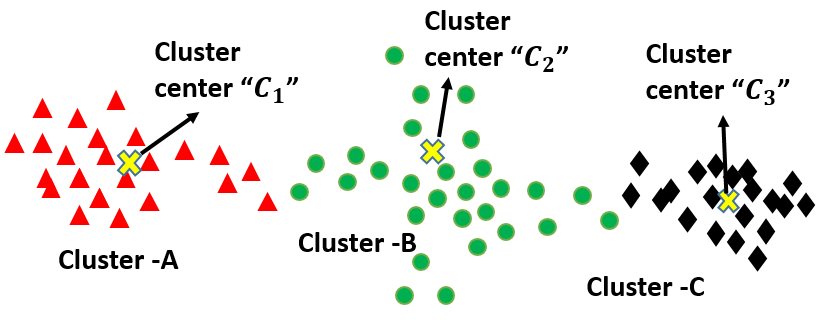 Cluster
center “C₁”
Cluster
center “C₂”
Cluster
center “C₃”
Cluster -A
Cluster -B
Cluster -C